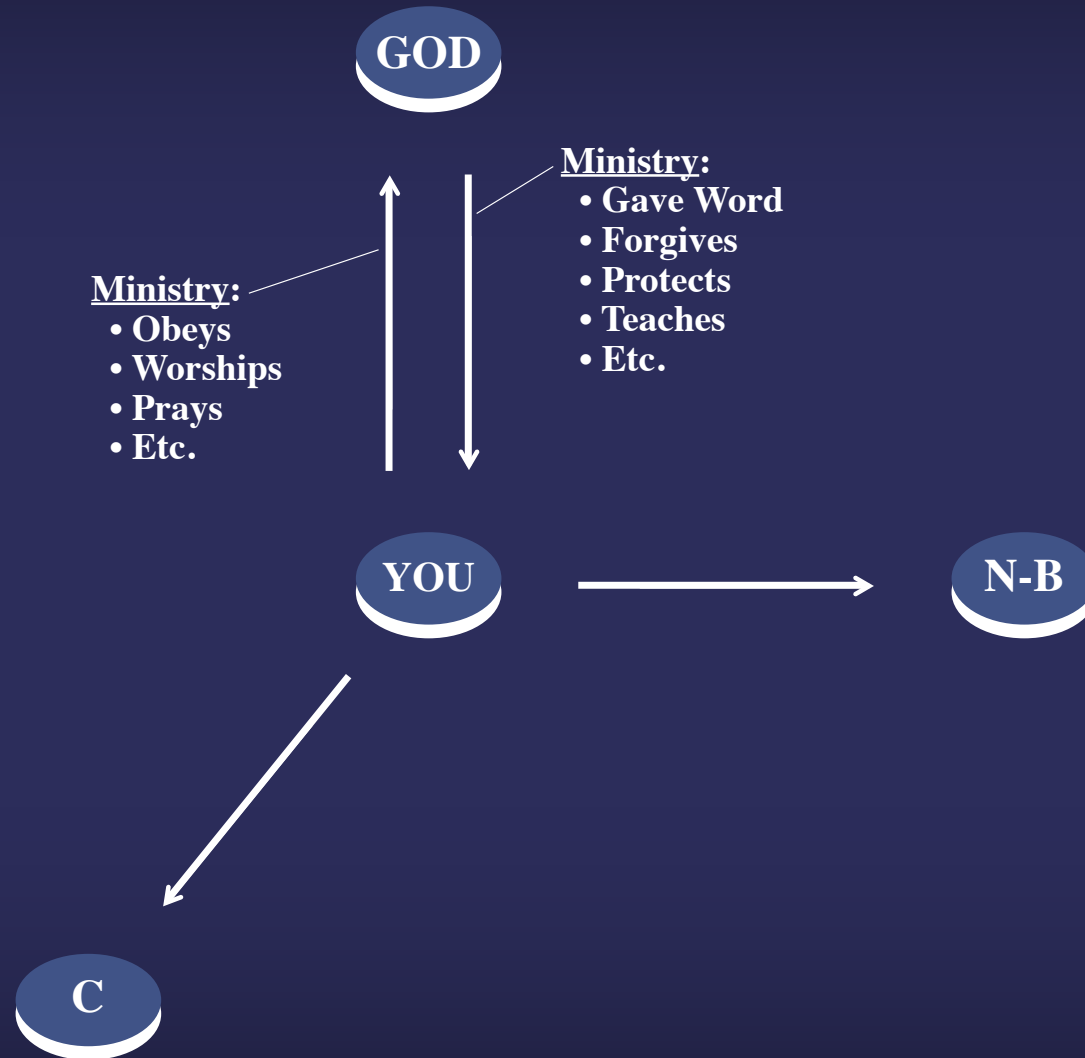 GOD
Ministry:
• Gave Word
• Forgives
• Protects
• Teaches
• Etc.
Ministry:
• Obeys
• Worships
• Prays
• Etc.
YOU
N-B
C